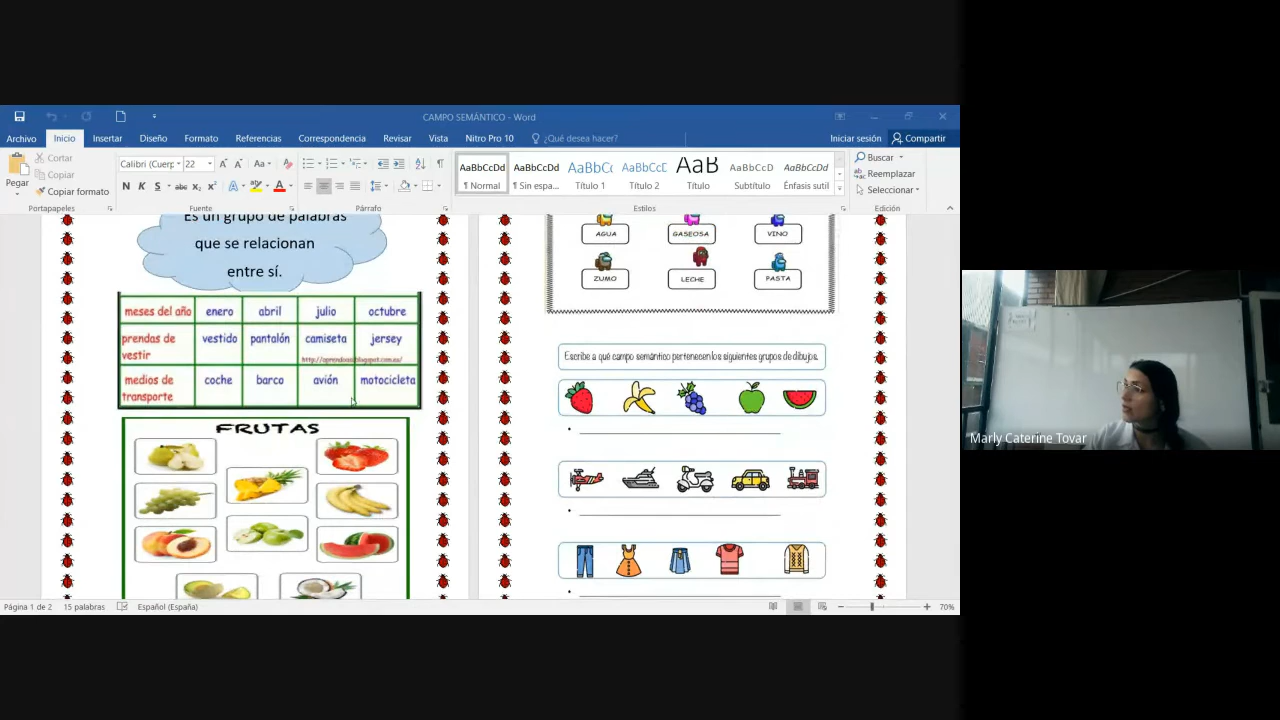 CAMPO SEMÁNTICO - Word
Archivo Inicio Insertar Diseño Formato Referencias Correspondencia Revisar Vista Nitro Pro 10 ¿Qué desea hacer? Iniciar sesión Compartir
Pegar Cortar
Copiar
Copiar formato
Portapapeles
Calibri (Cuerp 22
N K S abc
Fuente
Párrafo
AaBbCcDd AaBbCcDd AaBbCc AaBbCcD AaB AaBbCcD AaBbCcDd
¶ Normal ¶ Sin espa... Título 1 Título 2 Título Subtítulo Énfasis sutil
Estilos
Buscar
Reemplazar
Seleccionar
Edición
Es un grupo de palabras
que se relacionan
entre sí.
meses del año enero abril julio octubre
prendas de vestir vestido pantalón camiseta jersey
medios de transporte coche barco avión motocicleta
FRUTAS
AGUA GASEOSA VINO
ZUMO LECHE PASTA
Escribe a qué campo semántico pertenecen los siguientes grupos de dibujos.
Marly Caterine Tovar
Página 1 de 2 15 palabras Español (España) 70%